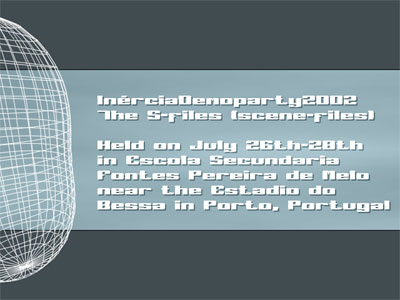 InérciaDemoparty2002
The S-files (scene-files)
Held on July 26th-28th
in Escola Secundaria
Fontes Pereira de Melo
near the Estadio do
Bessa in Porto, Portugal